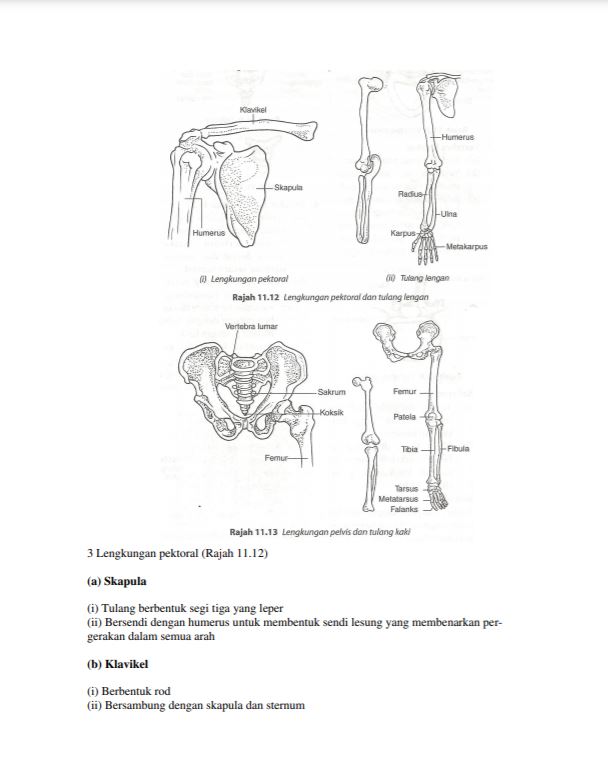 Klavikel
Skapula
Humerus
(i) Lengkungan pektoral
Humerus
Radius
Ulna
Karpus
Metakarpus
(ii) Tulang lengan
Rajah 11.12 Lengkungan pektoral dan tulang lengan
Vertebra lumar
Sakrum
Koksik
Femur
Femur
Patela
Tibia
Fibula
Tarsus
Metatarsus
Falanks
Rajah 11.13 Lengkungan pelvis dan tulang kaki
3 Lengkungan pektoral (Rajah 11.12)
(a) Skapula
(i) Tulang berbentuk segi tiga yang leper
(ii) Bersendi dengan humerus untuk membentuk sendi lesung yang membenarkan per-
gerakan dalam semua arah
(b) Klavikel
(i) Berbentuk rod
(ii) Bersambung dengan skapula dan sternum